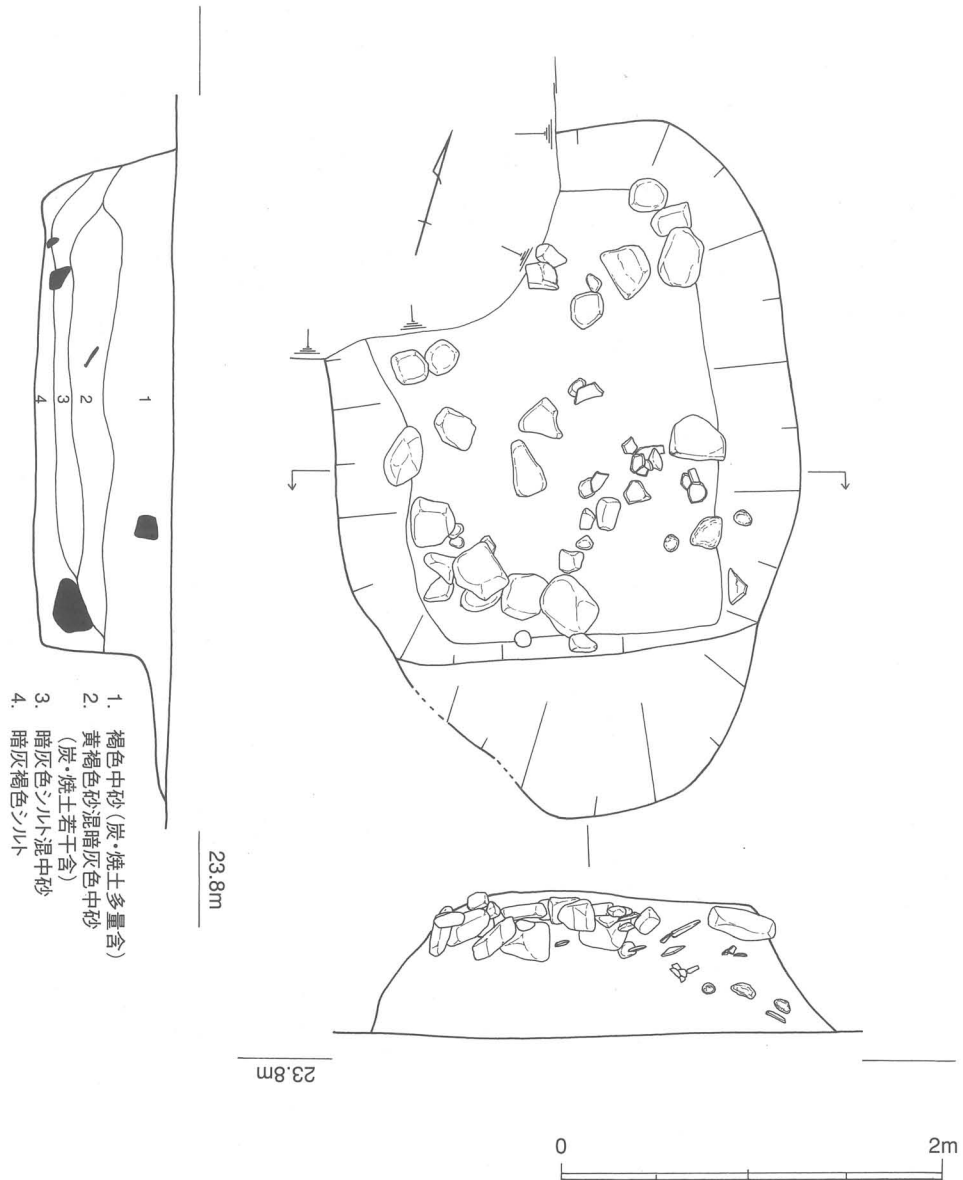 1
2
3
4
1. 褐色中砂(炭・焼土多量含)
2. 黄褐色砂混暗灰色中砂
(炭・焼土若干含)
3. 暗灰色シルト混中砂
4. 暗灰褐色シルト
23.8m
23.8m
0 2m